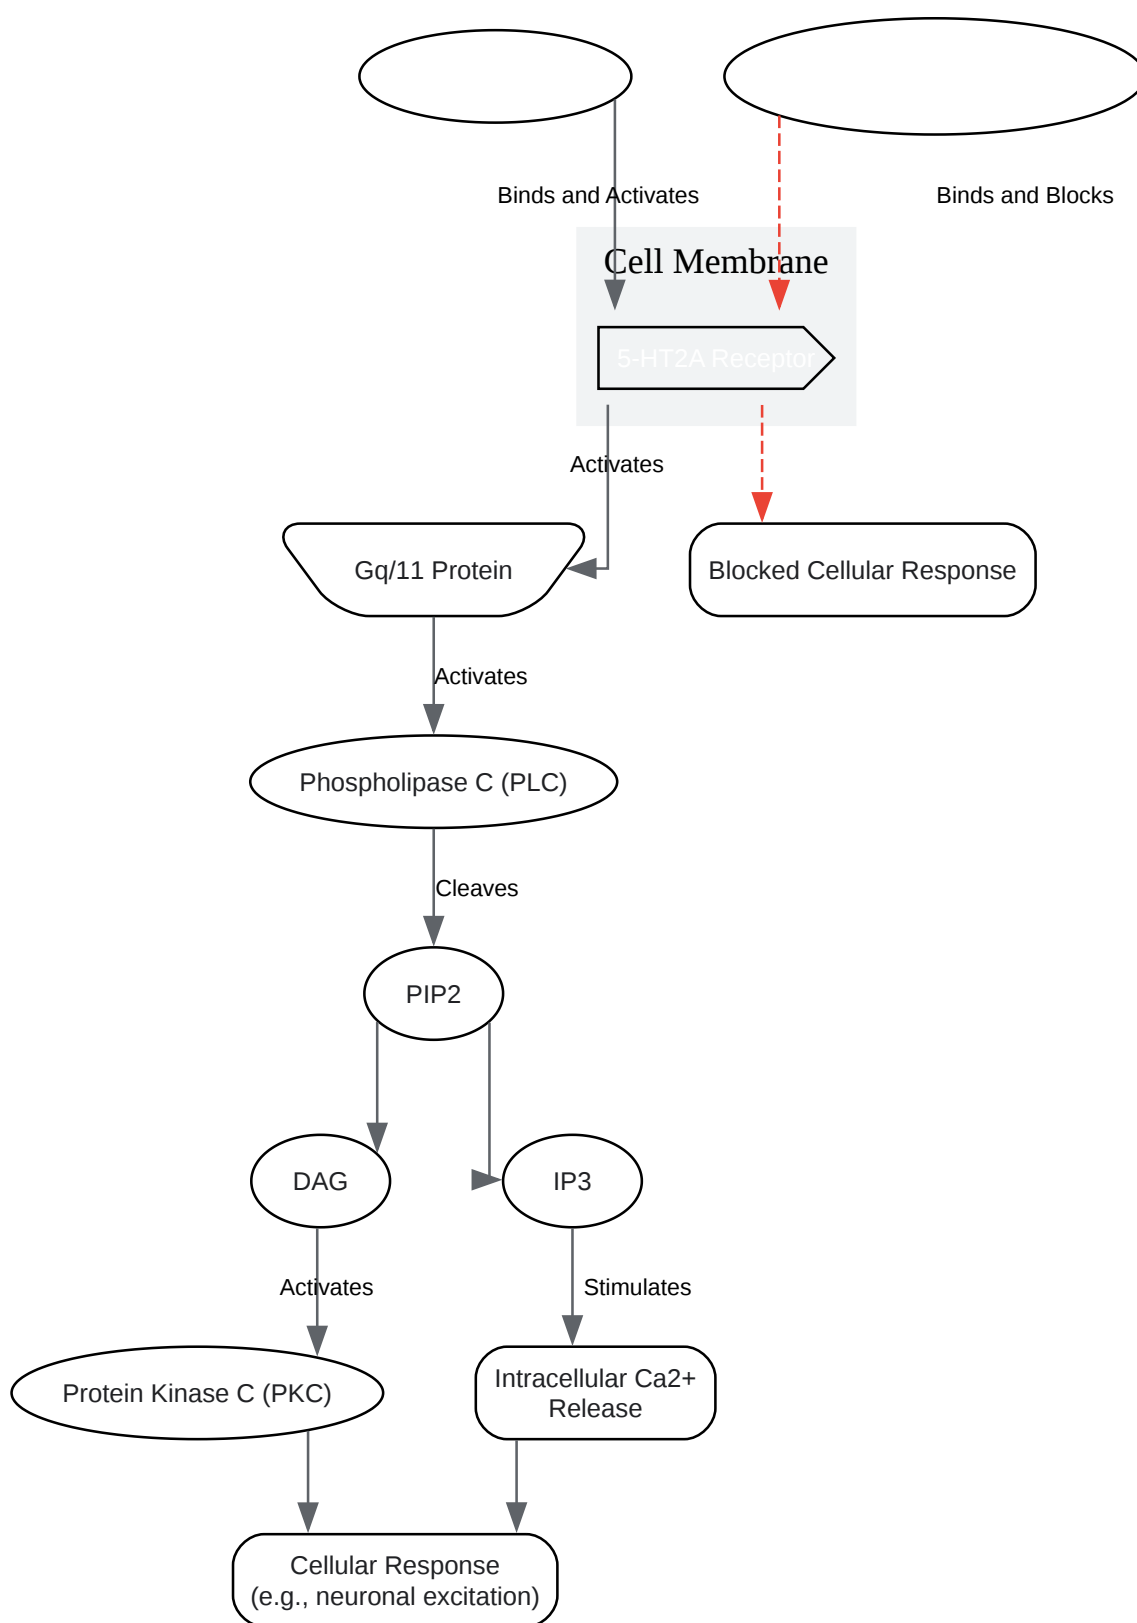 Binds and Activates
Binds and Blocks
Cell Membrane
5-HT2A Receptor
Activates
Gq/11 Protein
Blocked Cellular Response
Activates
Phospholipase C (PLC)
Cleaves
PIP2
DAG
IP3
Activates
Stimulates
Protein Kinase C (PKC)
Intracellular Ca2+
Release
Cellular Response
(e.g., neuronal excitation)